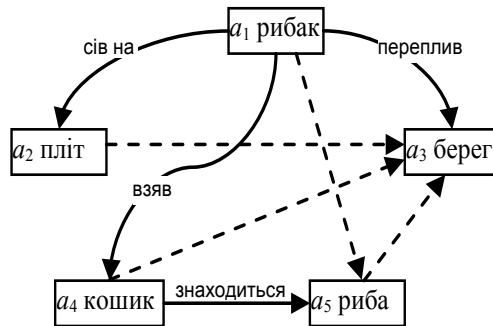 a₁ рибак
сів на
переплив
a₂ пліт
a₃ берег
взяв
a₄ кошик
знаходиться
a₅ риба